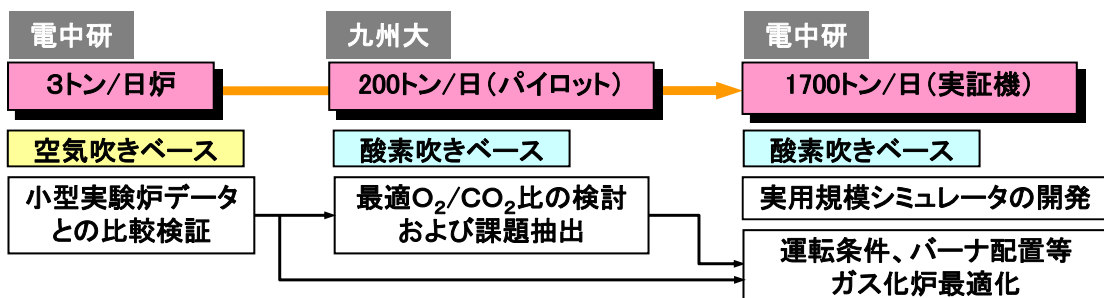 電中研
3トン/日炉
空気吹きベース
小型実験炉データ
との比較検証
九州大
200トン/日(パイロット)
酸素吹きベース
最適O₂/CO₂比の検討
および課題抽出
電中研
1700トン/日(実証機)
酸素吹きベース
実用規模シミュレータの開発
運転条件、バーナ配置等
ガス化炉最適化